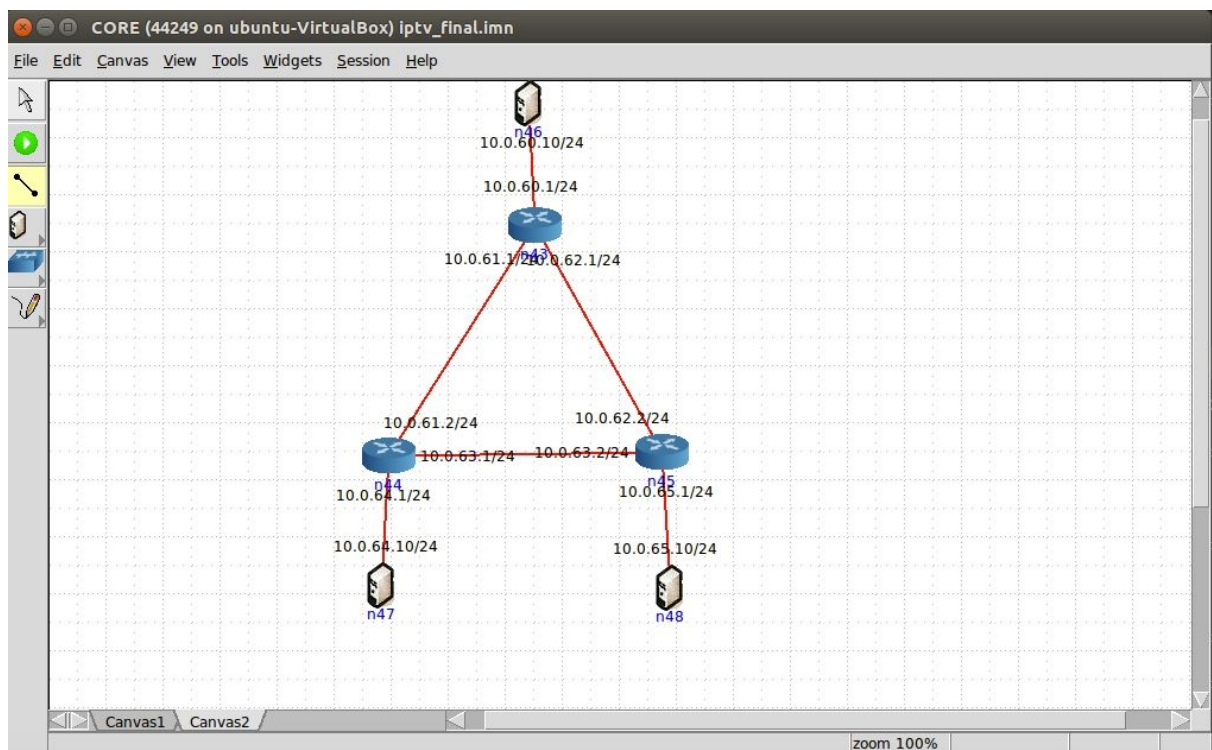 CORE (44249 on ubuntu-VirtualBox) iptv_final.imn
File Edit Canvas View Tools Widgets Session Help
n46
10.0.60.10/24
10.0.60.1/24
n43
10.0.61.1/24 10.0.62.1/24
10.0.61.2/24 10.0.62.2/24
10.0.63.1/24 10.0.63.2/24
n44 n45
10.0.64.1/24 10.0.65.1/24
10.0.64.10/24 10.0.65.10/24
n47 n48
Canvas1 Canvas2
zoom 100%